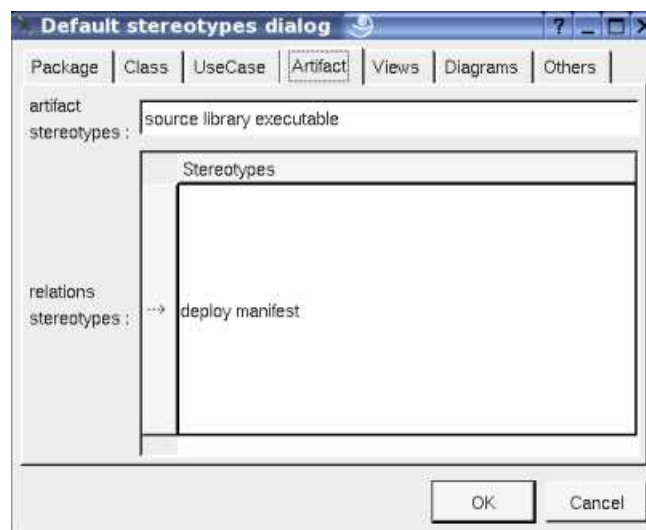 Default stereotypes dialog
Package Class UseCase Artifact Views Diagrams Others
artifact
stereotypes :
source library executable
Stereotypes
relations
stereotypes :
deploy manifest
OK Cancel